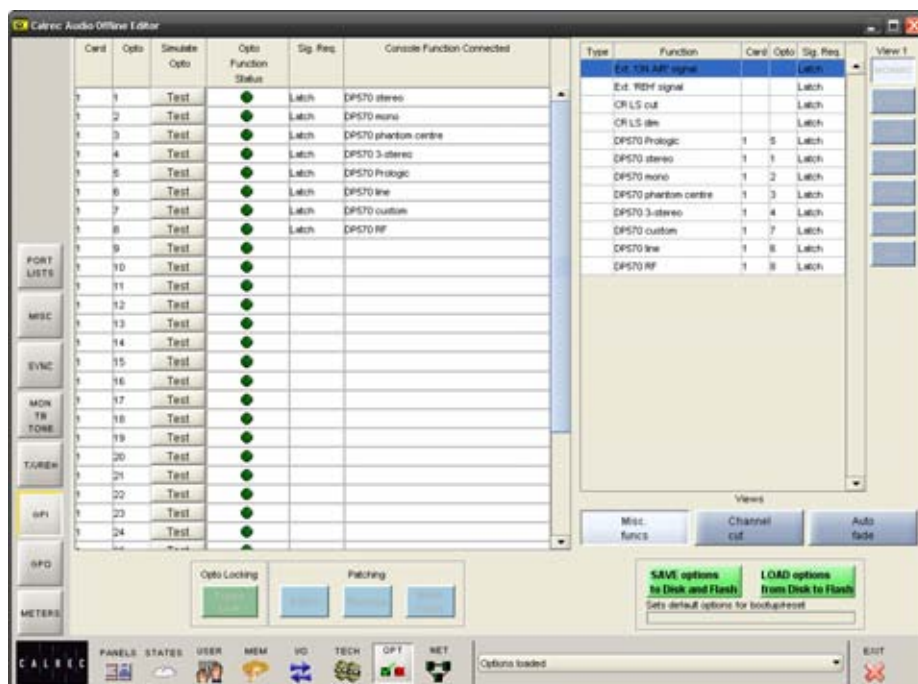 Calrec Audio Offline Editor
Card Opto Simulate Opto Opto Function Status Sig. Req. Console Function Connected
1 1 Test Latch DP570 stereo
1 2 Test Latch DP570 mono
1 3 Test Latch DP570 phantom centre
1 4 Test Latch DP570 3-stereo
1 5 Test Latch DP570 Prologic
1 6 Test Latch DP570 line
1 7 Test Latch DP570 custom
1 8 Test Latch DP570 RF
1 9 Test
1 10 Test
1 11 Test
1 12 Test
1 13 Test
1 14 Test
1 15 Test
1 16 Test
1 17 Test
1 18 Test
1 19 Test
1 20 Test
1 21 Test
1 22 Test
1 23 Test
1 24 Test
Type Function Card Opto Sig. Req.
Ext. 'ON AIR' signal Latch
Ext. 'REH' signal Latch
CR LS cut Latch
CR LS dim Latch
DP570 Prologic 1 5 Latch
DP570 stereo 1 1 Latch
DP570 mono 1 2 Latch
DP570 phantom centre 1 3 Latch
DP570 3-stereo 1 4 Latch
DP570 custom 1 7 Latch
DP570 line 1 6 Latch
DP570 RF 1 8 Latch
View 1
Views
Misc. funcs
Channel cut
Auto fade
PORT LISTS
MISC
SYNC
MON TB TONE
TX/REH
GPI
GPO
METERS
Opto Locking
Patching
SAVE options to Disk and Flash
LOAD options from Disk to Flash
Sets default options for bootup/reset
CALREC
PANELS STATES USER MEM I/O TECH OPT NET
Options loaded
EXIT